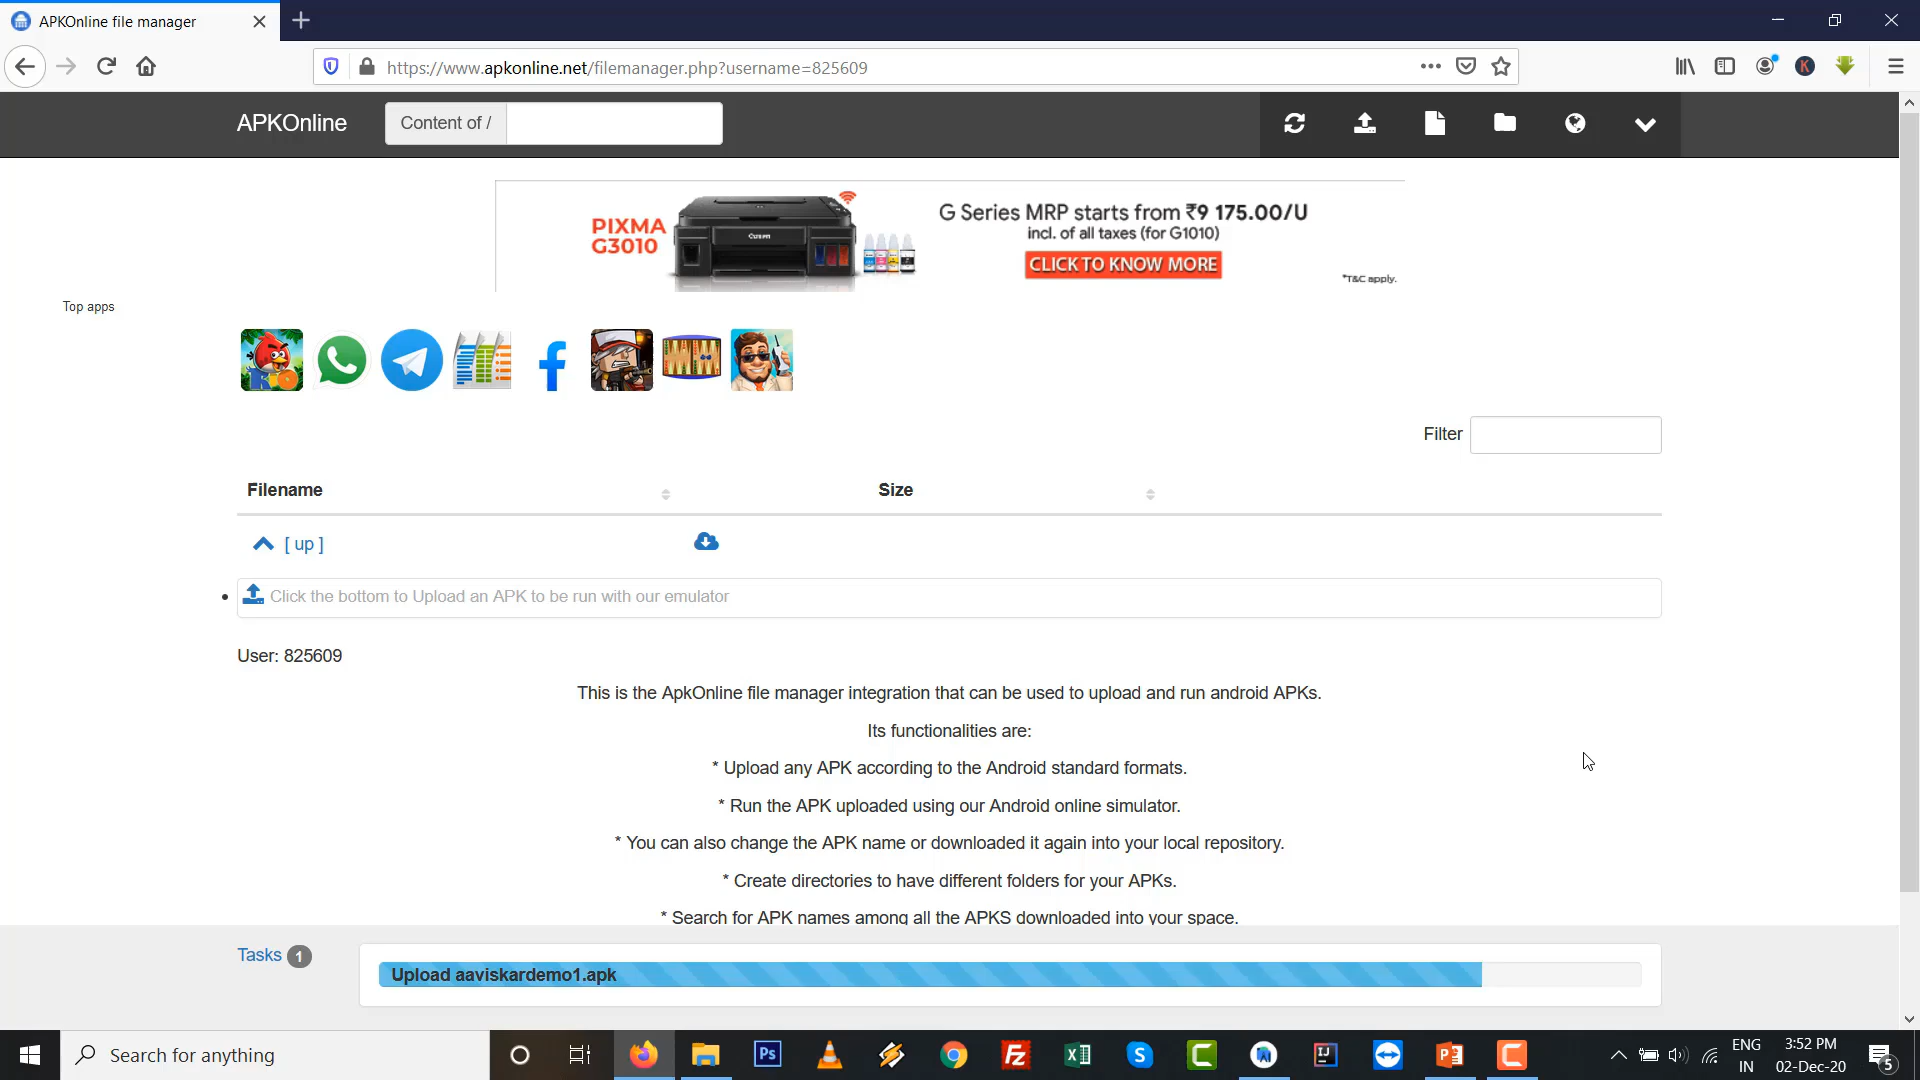 APKOnline file manager
https://www.apkonline.net/filemanager.php?username=825609
APKOnline
Content of /
PIXMA
G3010
Canon
G Series MRP starts from ₹9 175.00/U
incl. of all taxes (for G1010)
CLICK TO KNOW MORE
*T&C apply.
Top apps
Filter
Filename
Size
[ up ]
Click the bottom to Upload an APK to be run with our emulator
User: 825609
This is the ApkOnline file manager integration that can be used to upload and run android APKs.
Its functionalities are:
* Upload any APK according to the Android standard formats.
* Run the APK uploaded using our Android online simulator.
* You can also change the APK name or downloaded it again into your local repository.
* Create directories to have different folders for your APKs.
* Search for APK names among all the APKS downloaded into your space.
Tasks 1
Upload aaviskardemo1.apk
Search for anything
ENG
IN
3:52 PM
02-Dec-20
5